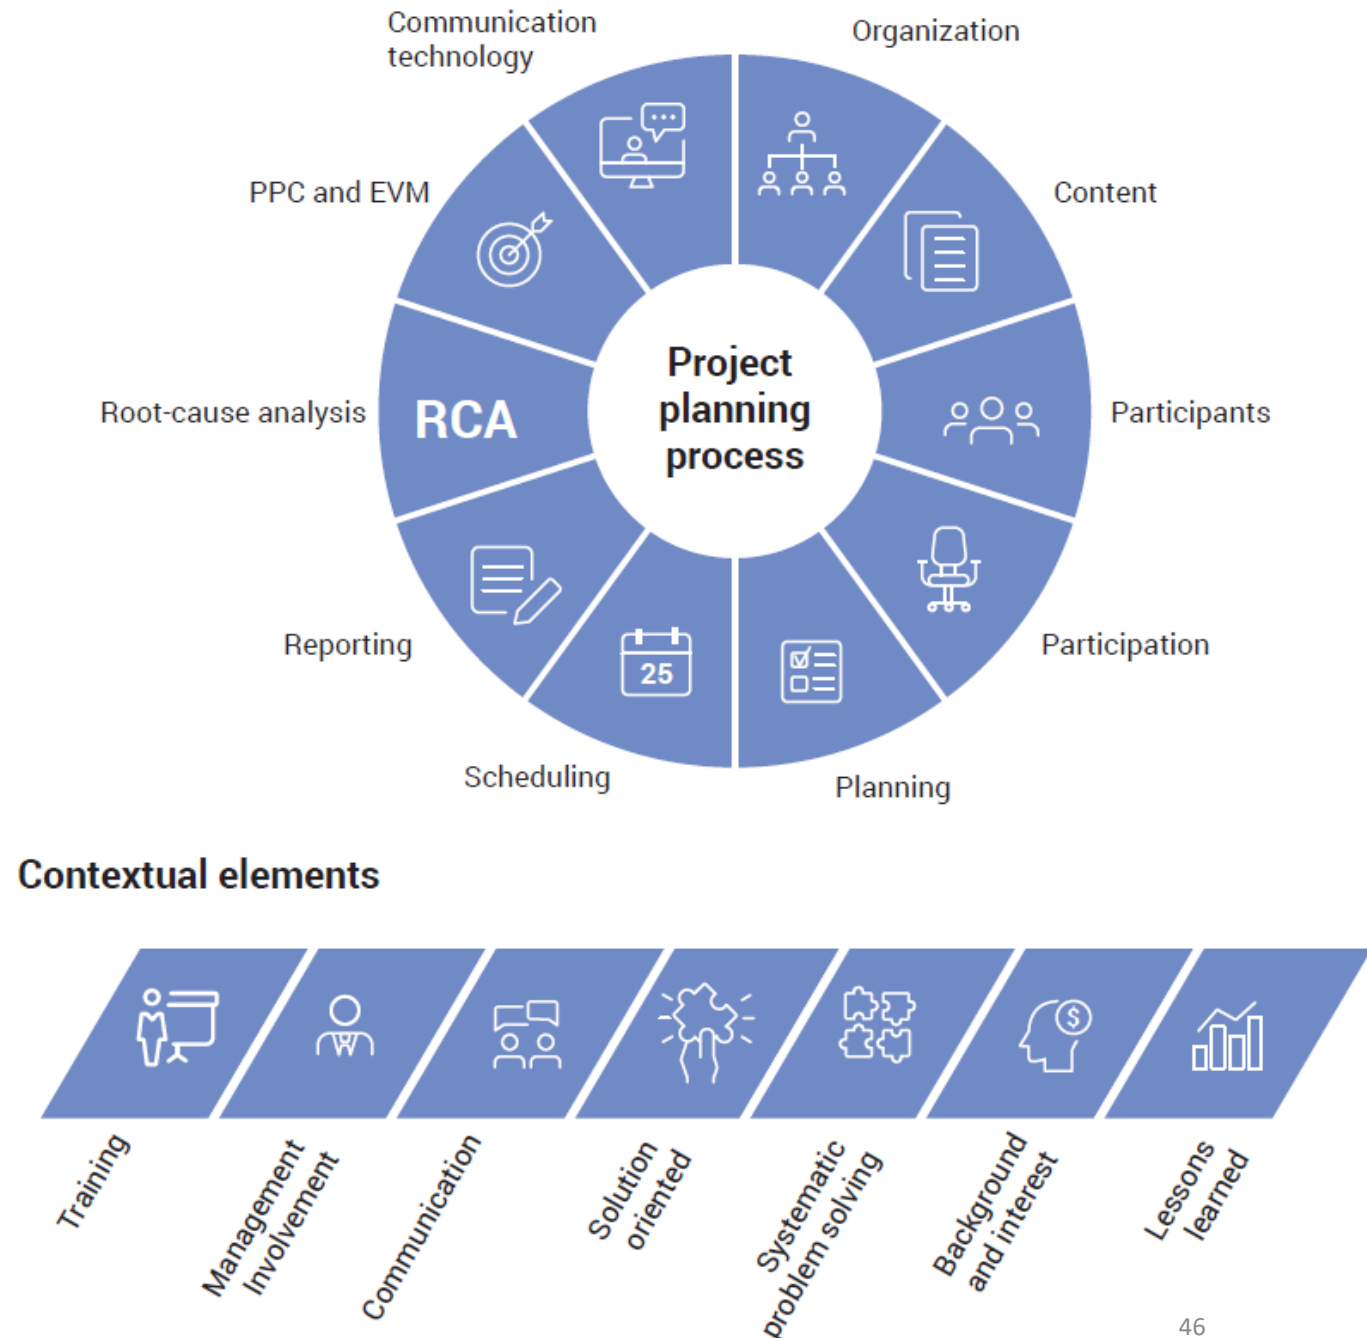 Communication
technology
Organization
PPC and EVM
Content
Root-cause analysis
RCA
Project
planning
process
Participants
Reporting
25
Participation
Scheduling
Planning
Contextual elements
$
Training
Management
Involvement
Communication
Solution
oriented
Systematic
problem solving
Background
and interest
Lessons
learned
46